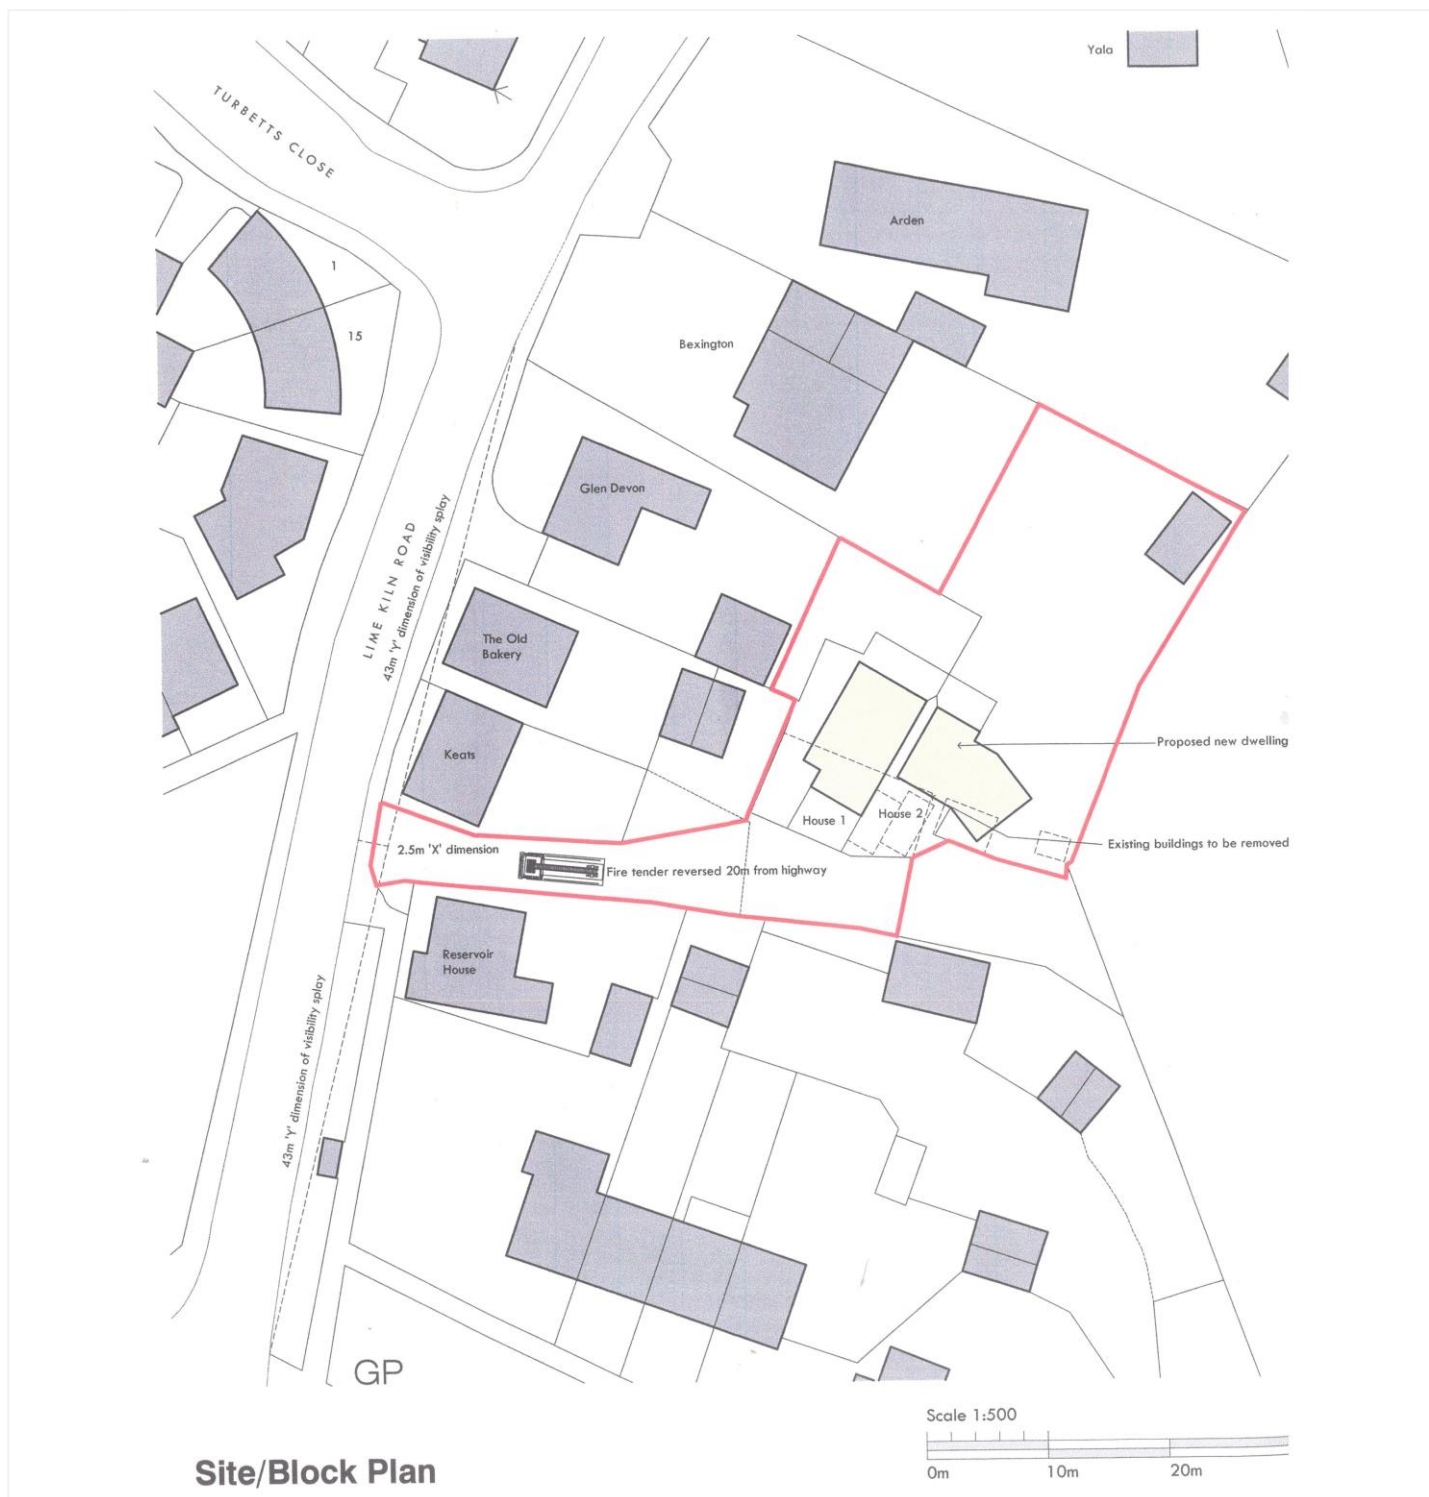 Yala
TURBETTS CLOSE
Arden
1
15
Bexington
Glen Devon
LIME KILN ROAD
43m 'Y' dimension of visibility splay
The Old
Bakery
Keats
Proposed new dwelling
House 1
House 2
Existing buildings to be removed
2.5m 'X' dimension
Fire tender reversed 20m from highway
Reservoir
House
43m 'Y' dimension of visibility splay
GP
Scale 1:500
0m 10m 20m
Site/Block Plan